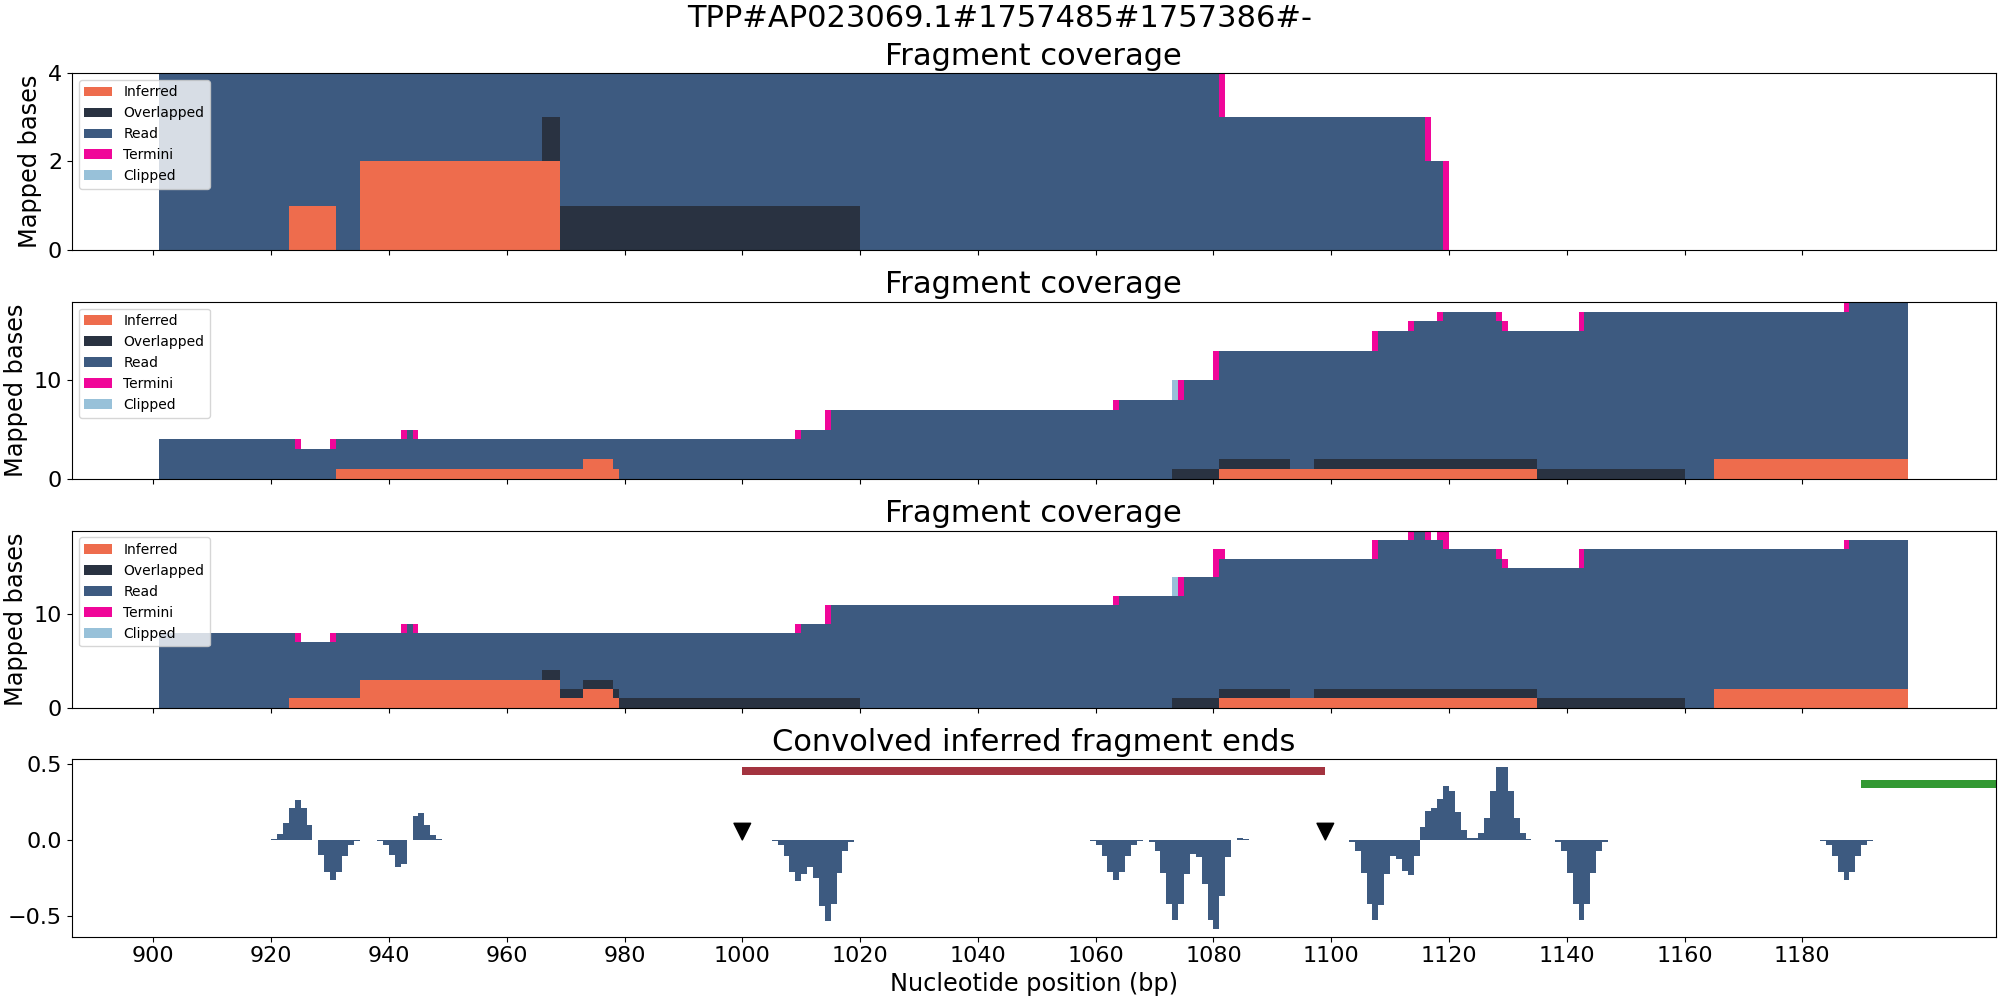 TPP#AP023069.1#1757485#1757386#-
Fragment coverage
Mapped bases
4
2
0
Inferred
Overlapped
Read
Termini
Clipped
Fragment coverage
Mapped bases
10
0
Inferred
Overlapped
Read
Termini
Clipped
Fragment coverage
Mapped bases
10
0
Inferred
Overlapped
Read
Termini
Clipped
Convolved inferred fragment ends
0.5
0.0
−0.5
900 920 940 960 980 1000 1020 1040 1060 1080 1100 1120 1140 1160 1180
Nucleotide position (bp)